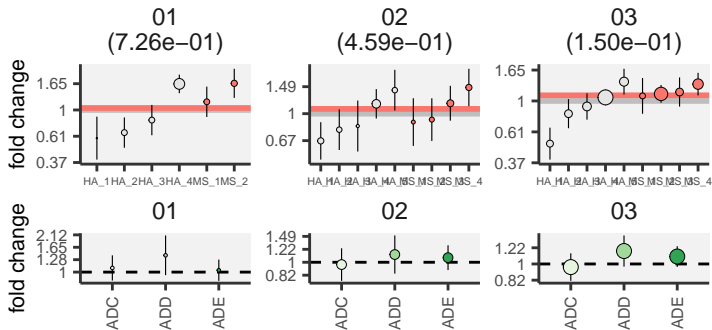 01
(7.26e−01)
02
(4.59e−01)
03
(1.50e−01)
fold change
1.65
1
0.61
0.37
1.49
1
0.67
1.65
1
0.61
0.37
HA_1 HA_2 HA_3 HA_4 MS_1 MS_2
MS_4
MS_4
01
02
03
fold change
2.12
1.65
1.28
1
1.49
1.22
1
0.82
1.22
1
0.82
ADC ADD ADE
ADC ADD ADE
ADC ADD ADE